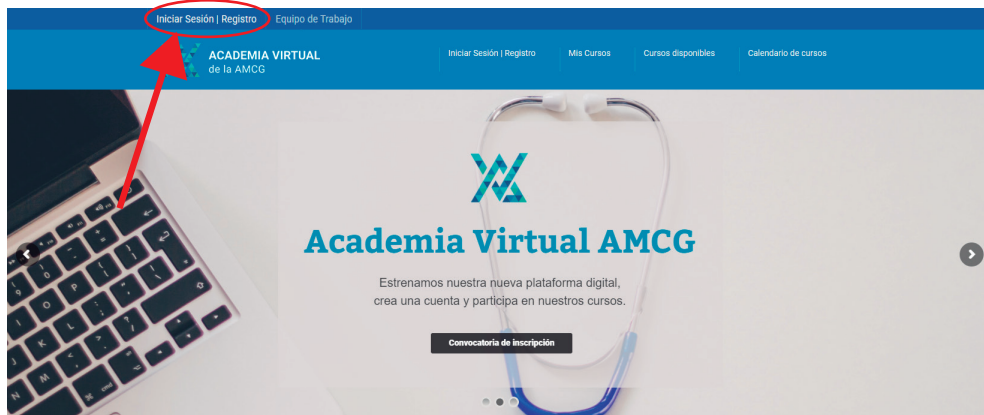 Iniciar Sesión | Registro Equipo de Trabajo
ACADEMIA VIRTUAL
de la AMCG
Iniciar Sesión | Registro Mis Cursos Cursos disponibles Calendario de cursos
Academia Virtual AMCG
Estrenamos nuestra nueva plataforma digital,
crea una cuenta y participa en nuestros cursos.
Convocatoria de inscripción